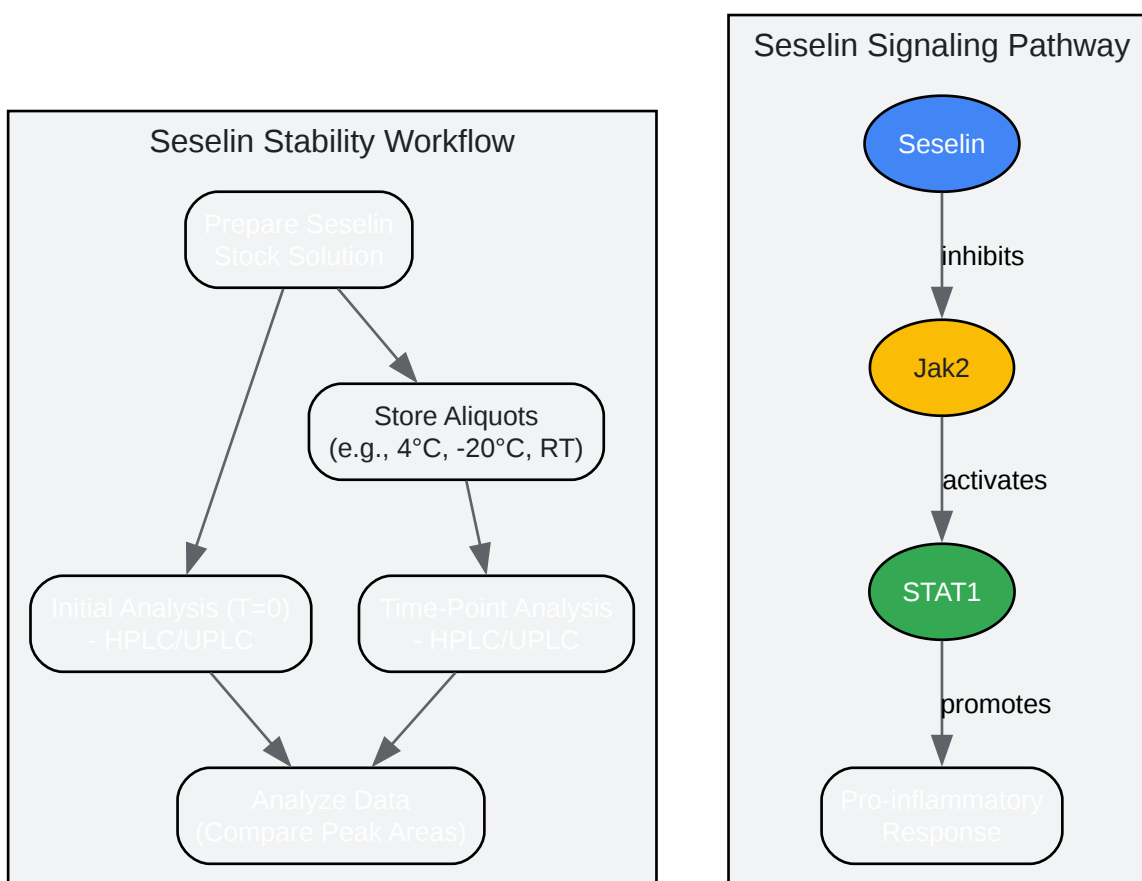 Seselin Stability Workflow
Prepare Seselin
Stock Solution
Store Aliquots
(e.g., 4°C, -20°C, RT)
Initial Analysis (T=0)
- HPLC/UPLC
Time-Point Analysis
- HPLC/UPLC
Analyze Data
(Compare Peak Areas)
Seselin Signaling Pathway
Seselin
inhibits
Jak2
activates
STAT1
promotes
Pro-inflammatory
Response